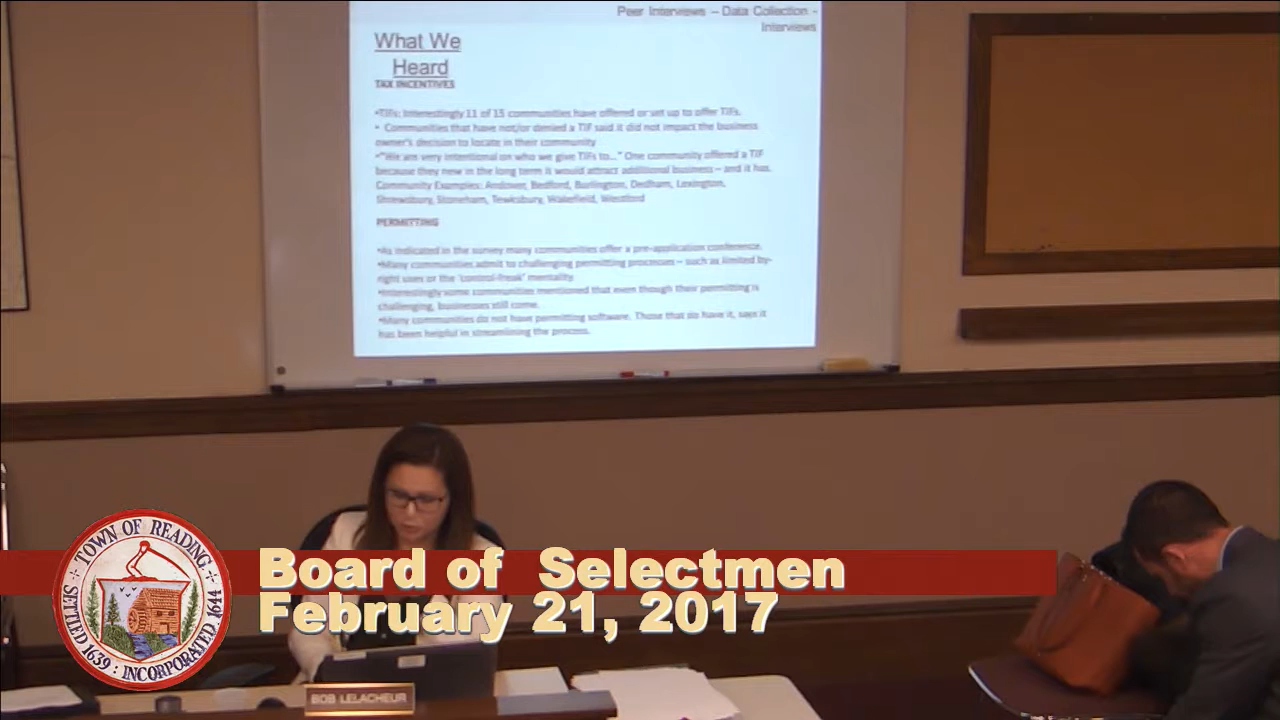 Peer Interviews – Data Collection -
Interviews
What We
Heard
TAX INCENTIVES
•TIFs: Interestingly 11 of 15 communities have offered or set up to offer TIFs.
• Communities that have not/or denied a TIF said it did not impact the business
owner's decision to locate in their community
•"We are very intentional on who we give TIFs to..." One community offered a TIF
because they new in the long term it would attract additional business – and it has.
Community Examples: Andover, Bedford, Burlington, Dedham, Lexington,
Shrewsbury, Stoneham, Tewksbury, Wakefield, Westford
PERMITTING
•As indicated in the survey many communities offer a pre-application conference.
•Many communities admit to challenging permitting processes – such as limited by-
right uses or the 'control-freak' mentality.
•Interestingly some communities mentioned that even though their permitting is
challenging, businesses still come.
•Many communities do not have permitting software. Those that do have it, says it
has been helpful in streamlining the process.
TOWN OF READING
SETTLED 1639 : INCORPORATED 1644
Board of Selectmen
February 21, 2017
BOB LELACHEUR